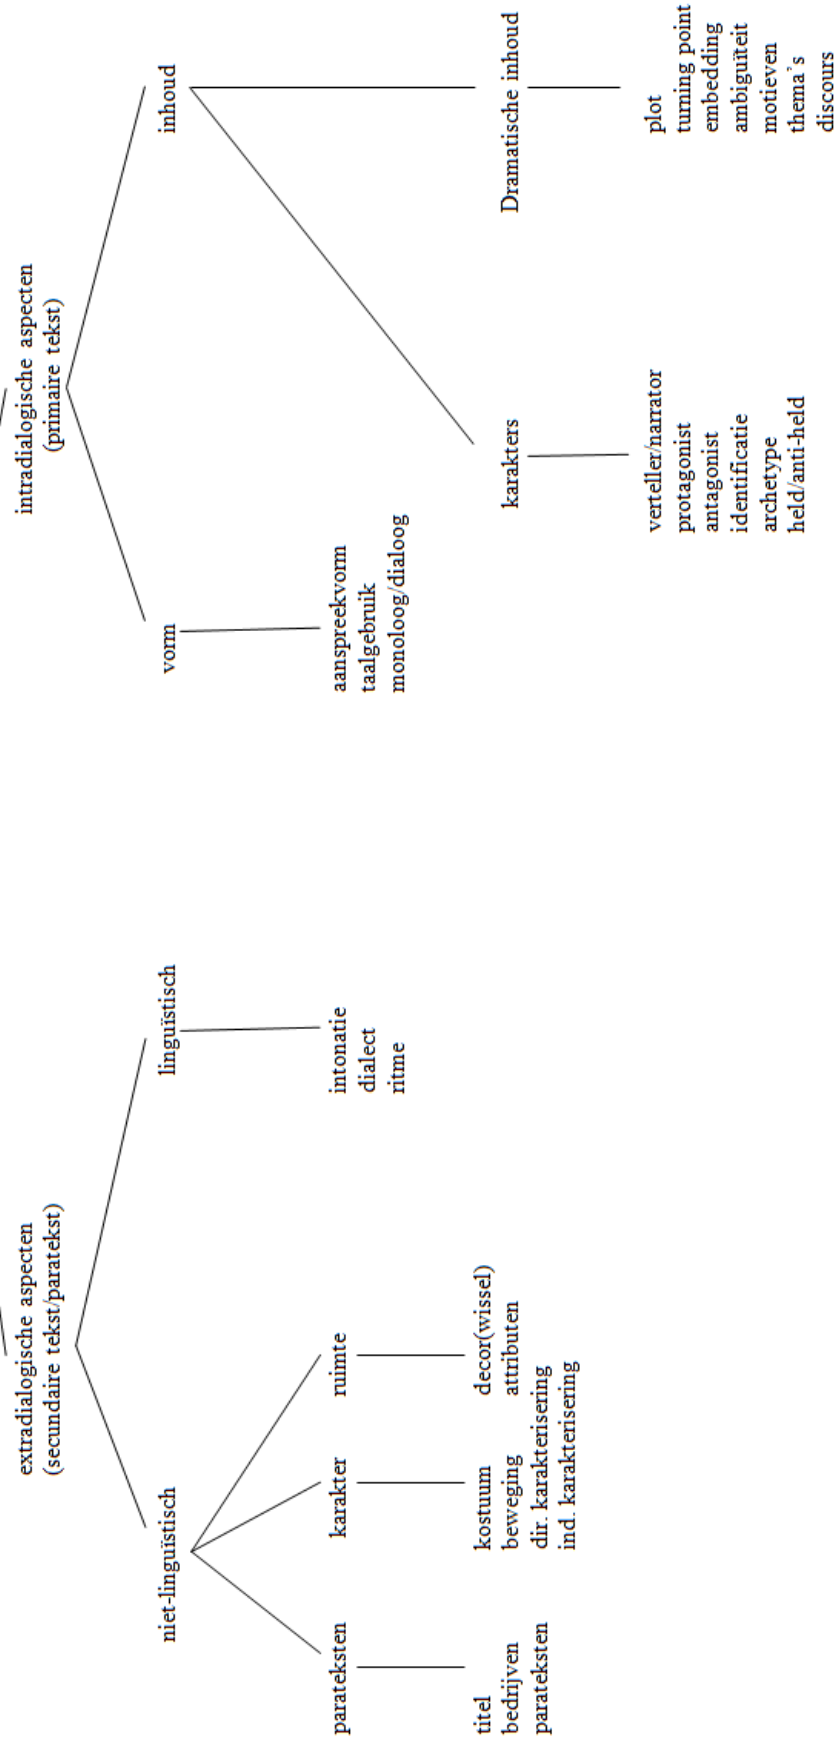 extradialogische aspecten
(secundaire tekst/paratekst)
intradialogische aspecten
(primaire tekst)
niet-linguïstisch
linguïstisch
vorm
inhoud
parateksten
karakter
ruimte
intonatie
dialect
ritme
aanspreekvorm
taalgebruik
monoloog/dialoog
titel
bedrijven
parateksten
kostuum
beweging
dir. karakterisering
ind. karakterisering
decor(wissel)
attributen
karakters
Dramatische inhoud
verteller/narrator
protagonist
antagonist
identificatie
archetype
held/anti-held
plot
turning point
embedding
ambiguïteit
motieven
thema's
discours